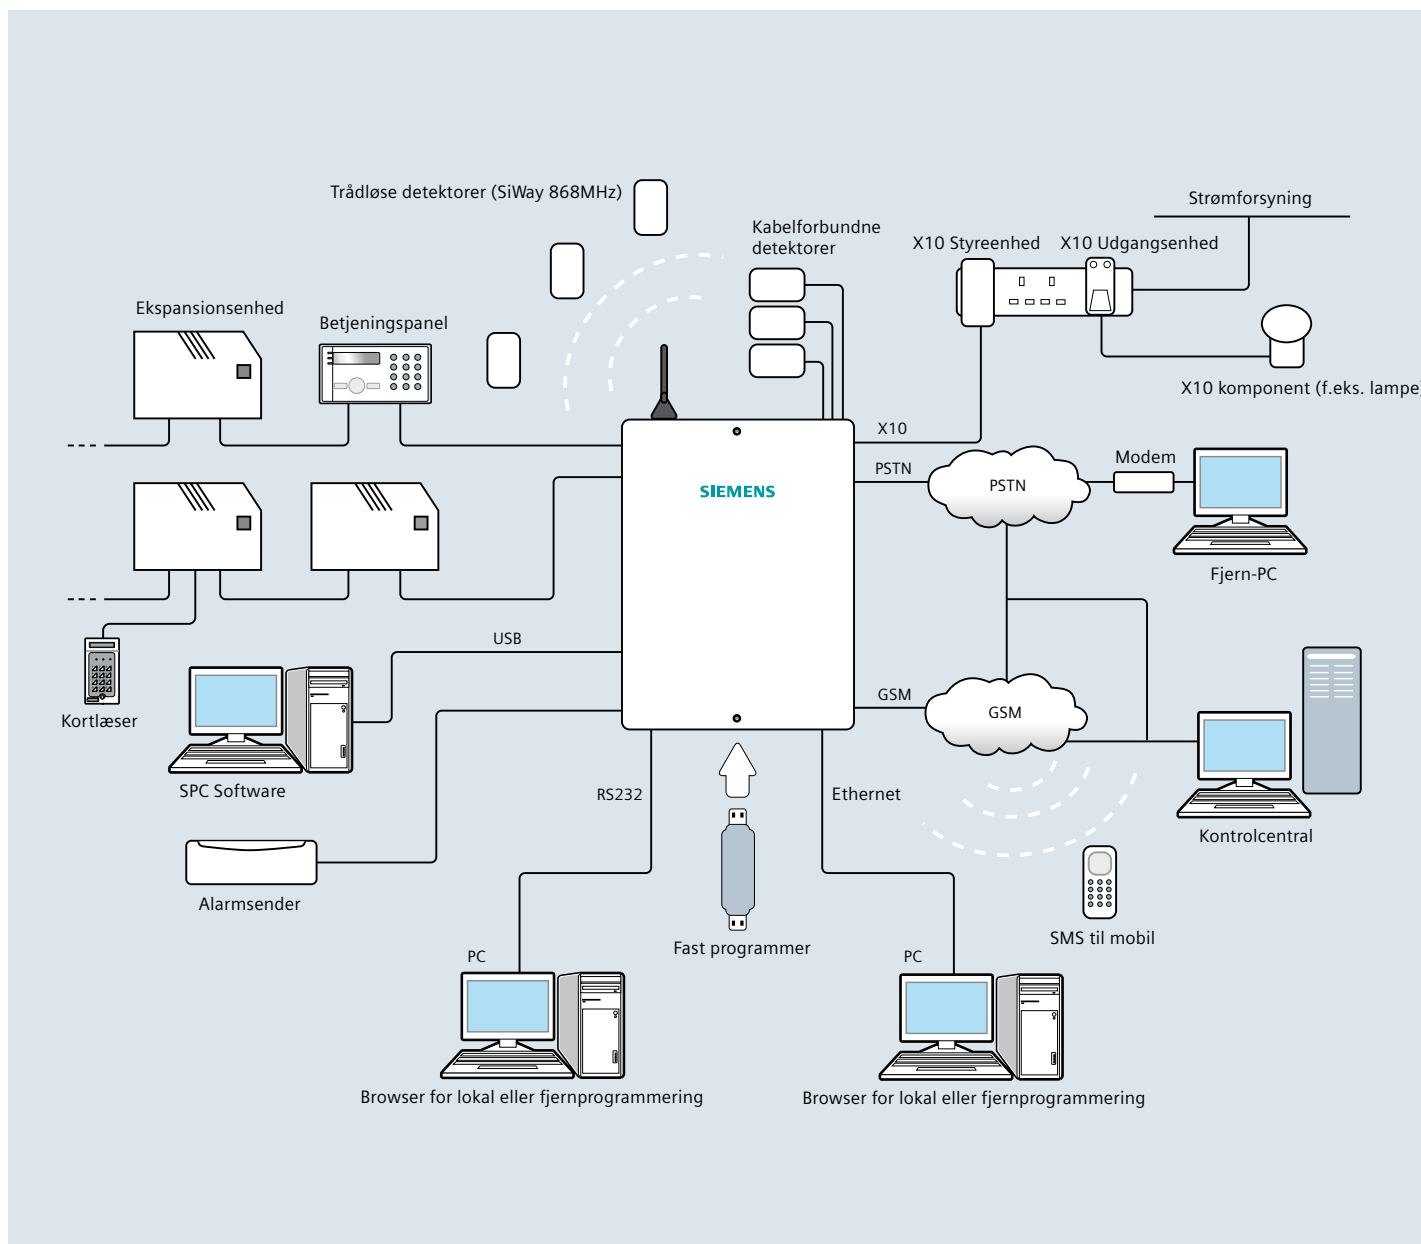 Trådløse detektorer (SiWay 868MHz)
Strømforsyning
Kabelforbundne
detektorer
X10 Styreenhed
X10 Udgangsenhed
Ekspansionsenhed
Betjeningspanel
X10 komponent (f.eks. lampe)
X10
PSTN
Modem
PSTN
SIEMENS
Fjern-PC
USB
GSM
GSM
Kortlæser
SPC Software
RS232
Ethernet
Kontrolcentral
Alarmsender
Fast programmer
SMS til mobil
PC
PC
Browser for lokal eller fjernprogrammering
Browser for lokal eller fjernprogrammering